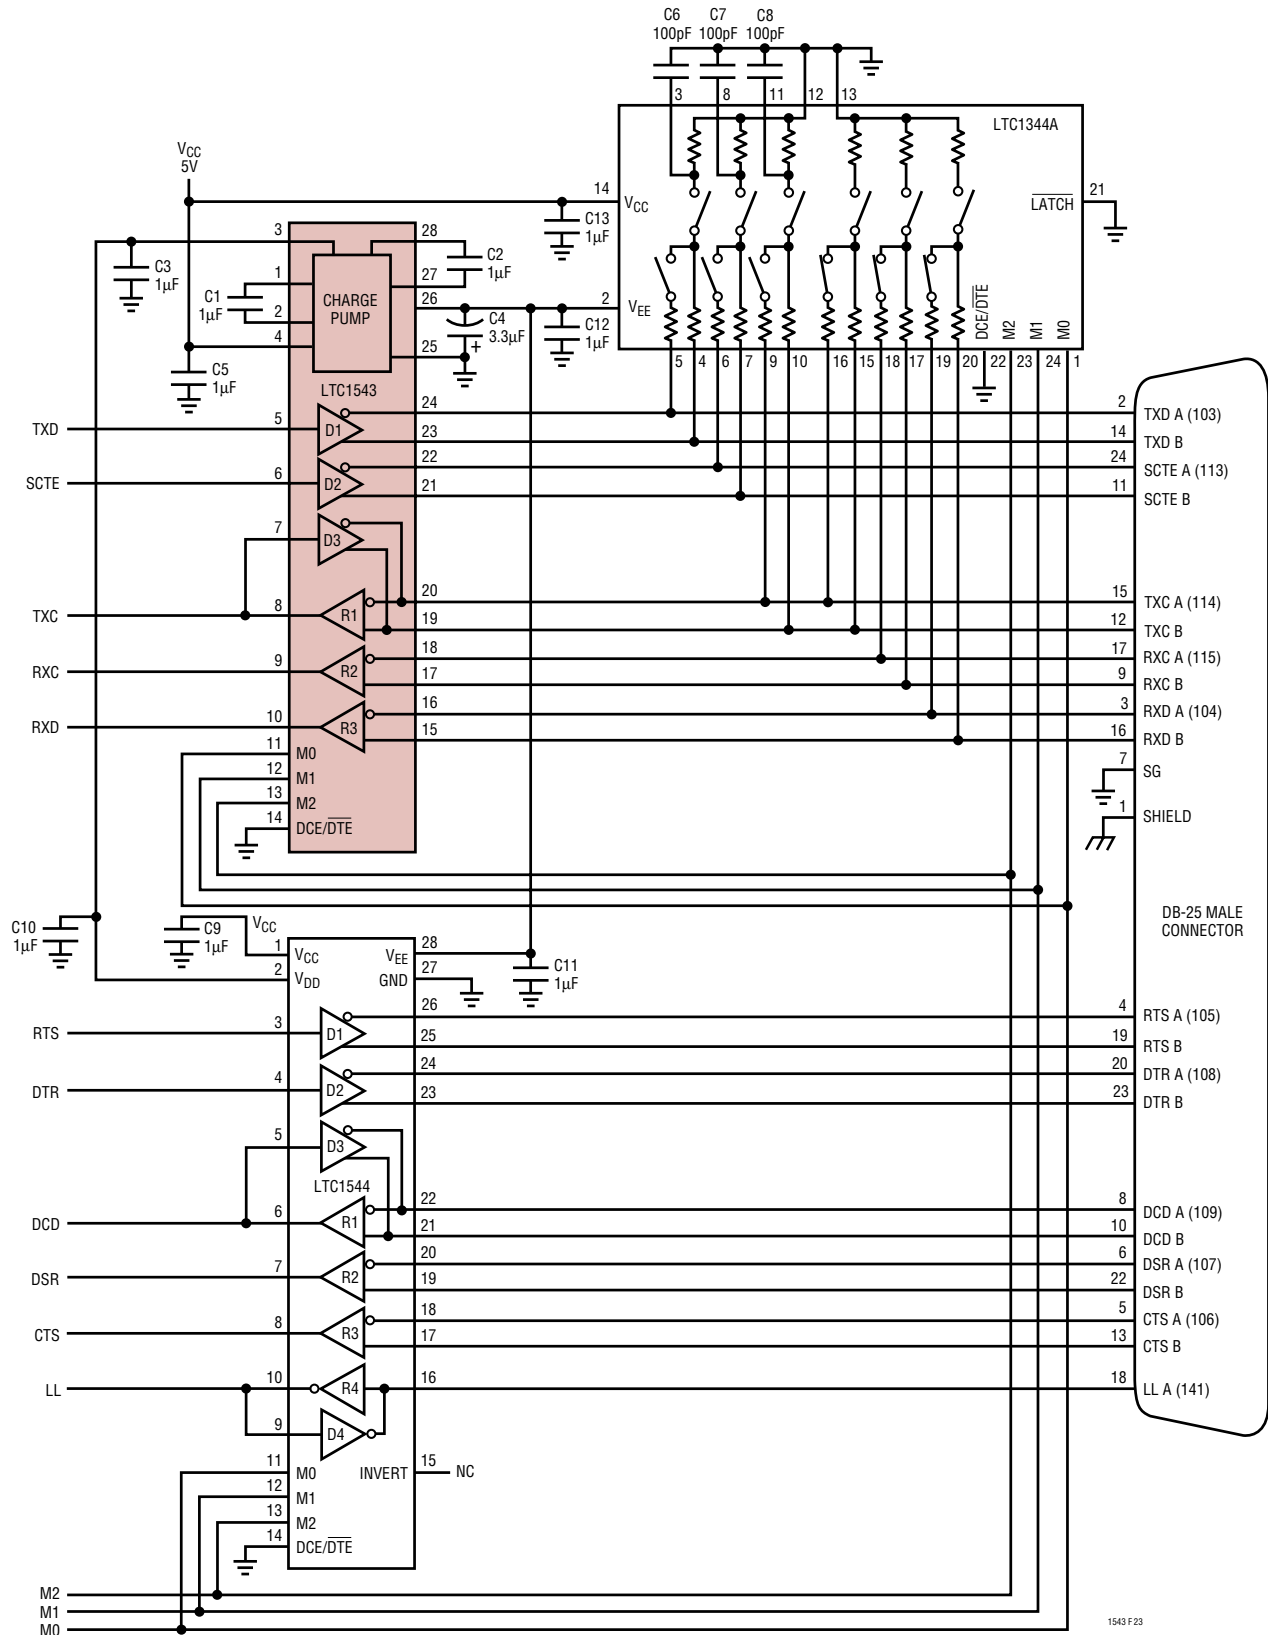 C6 C7 C8
100pF 100pF 100pF
3 8 11 12 13
LTC1344A
VCC
5V
14 VCC
LATCH 21
C13
1µF
3 28
C3
1µF
C2
1µF
1 27
C1
1µF
CHARGE
PUMP
26
2 VEE
2
C4
3.3µF
+
C12
1µF
4 25
DCE/DTE M2 M1 M0
C5
1µF
5 4 6 7 9 10 16 15 18 17 19 20 22 23 24 1
LTC1543
TXD 5 D1 24 2 TXD A (103)
23 14 TXD B
SCTE 6 D2 22 24 SCTE A (113)
21 11 SCTE B
7 D3
TXC 8 R1 20 15 TXC A (114)
19 12 TXC B
RXC 9 R2 18 17 RXC A (115)
17 9 RXC B
RXD 10 R3 16 3 RXD A (104)
15 16 RXD B
11 M0
12 M1
13 M2
14 DCE/DTE
7 SG
1 SHIELD
DB-25 MALE
CONNECTOR
C10
1µF
C9
1µF
VCC
1 VCC VEE 28
2 VDD GND 27
C11
1µF
RTS 3 D1 26 4 RTS A (105)
25 19 RTS B
DTR 4 D2 24 20 DTR A (108)
23 23 DTR B
5 D3
LTC1544
DCD 6 R1 22 8 DCD A (109)
21 10 DCD B
DSR 7 R2 20 6 DSR A (107)
19 22 DSR B
CTS 8 R3 18 5 CTS A (106)
17 13 CTS B
LL 10 R4 16 18 LL A (141)
9 D4
11 M0 INVERT 15 NC
12 M1
13 M2
14 DCE/DTE
M2
M1
M0
1543 F23